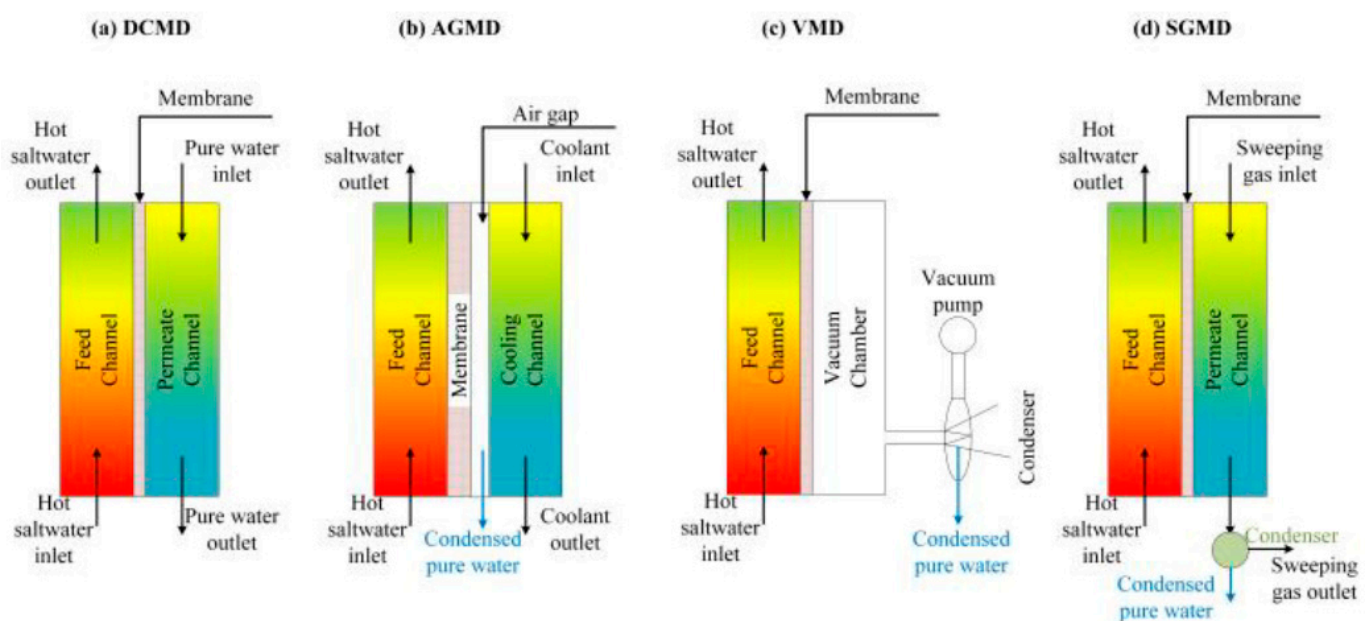 (a) DCMD
(b) AGMD
(c) VMD
(d) SGMD
Membrane
Hot
saltwater
outlet
Pure water
inlet
Feed
Channel
Permeate
Channel
Hot
saltwater
inlet
Pure water
outlet
Air gap
Hot
saltwater
outlet
Coolant
inlet
Feed
Channel
Membrane
Cooling
Channel
Hot
saltwater
inlet
Condensed
pure water
Coolant
outlet
Membrane
Hot
saltwater
outlet
Feed
Channel
Vacuum
Chamber
Vacuum
pump
Condenser
Hot
saltwater
inlet
Condensed
pure water
Membrane
Hot
saltwater
outlet
Sweeping
gas inlet
Feed
Channel
Permeate
Channel
Hot
saltwater
inlet
Condenser
Sweeping
gas outlet
Condensed
pure water